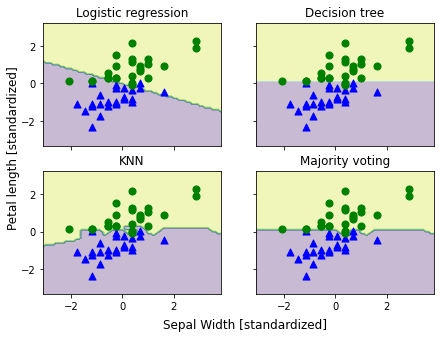 Logistic regression
Decision tree
2
0
−2
KNN
Majority voting
2
0
−2
−2
0
2
−2
0
2
Petal length [standardized]
Sepal Width [standardized]